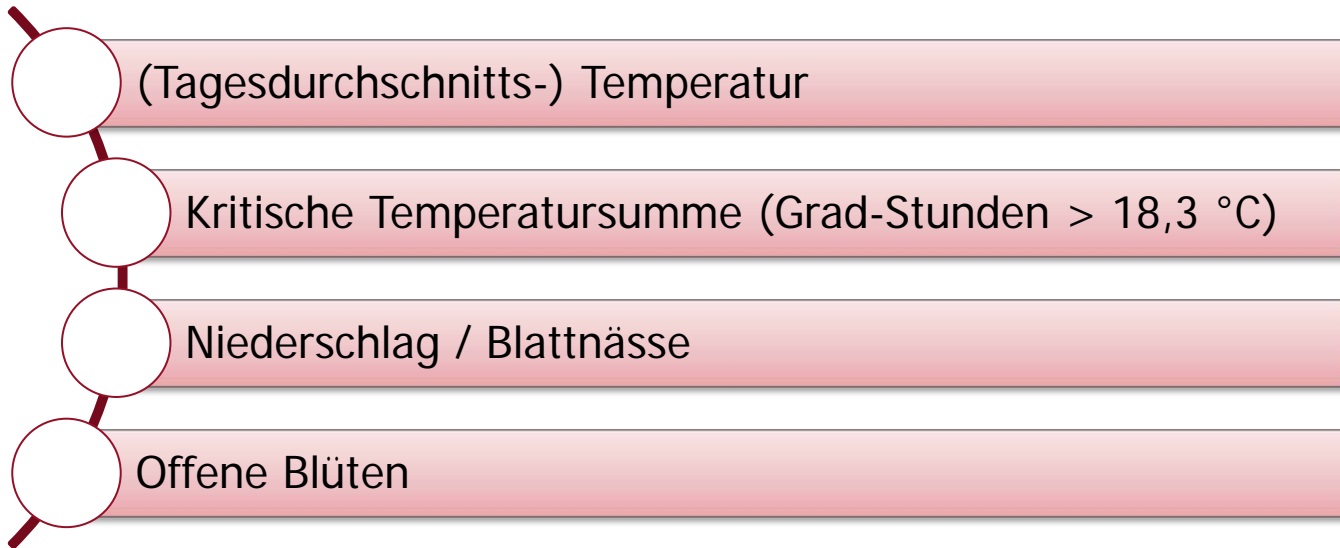 (Tagesdurchschnitts-) Temperatur
Kritische Temperatursumme (Grad-Stunden > 18,3 °C)
Niederschlag / Blattnässe
Offene Blüten